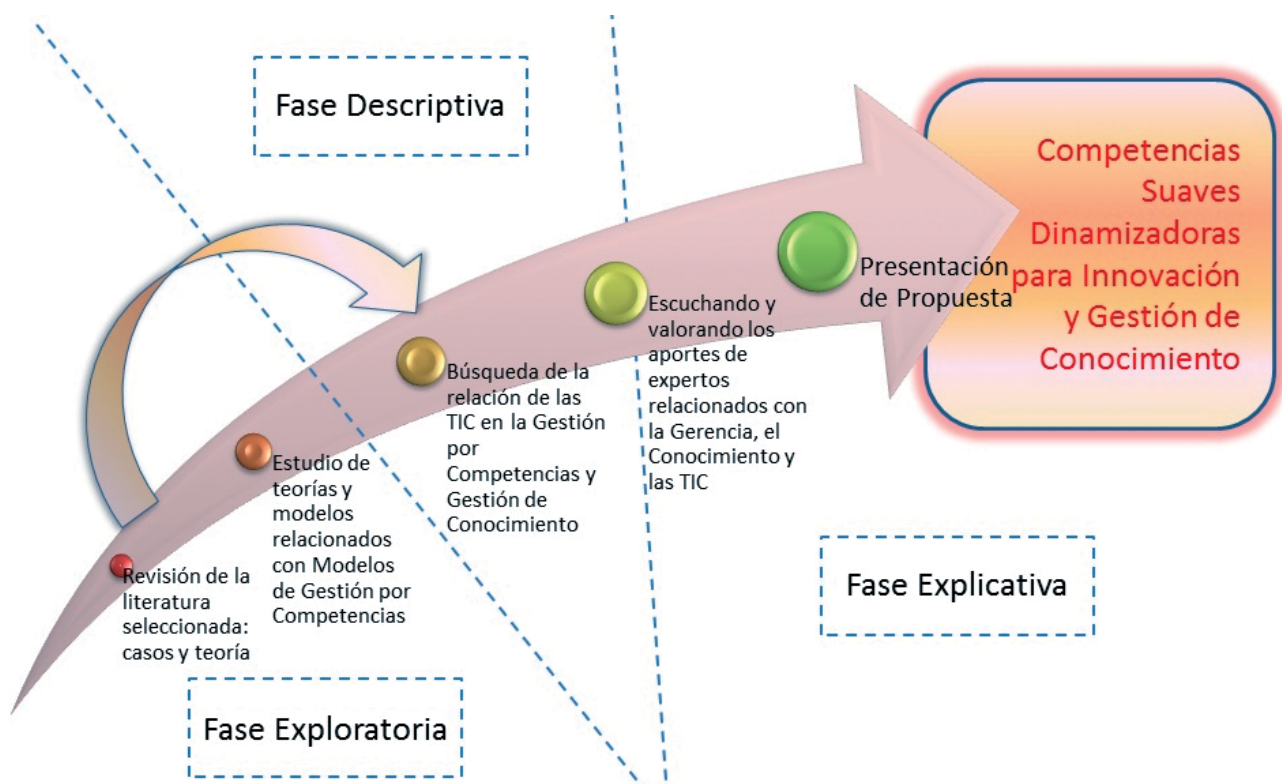 Fase Descriptiva
Competencias
Suaves
Dinamizadoras
para Innovación
y Gestión de
Conocimiento
Presentación
de Propuesta
Escuchando y
valorando los
aportes de
expertos
relacionados con
la Gerencia, el
Conocimiento y
las TIC
Búsqueda de la
relación de las
TIC en la Gestión
por
Competencias y
Gestión de
Conocimiento
Estudio de
teorías y
modelos
relacionados
con Modelos
de Gestión por
Competencias
Revisión de la
literatura
seleccionada:
casos y teoría
Fase Explicativa
Fase Exploratoria